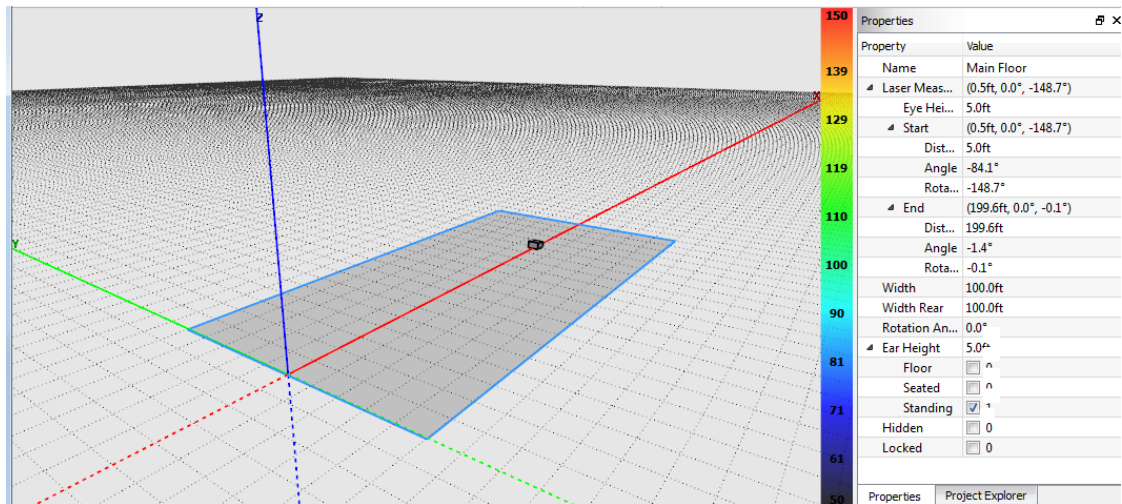 Z
X
Y
150
139
129
119
110
100
90
81
71
61
50
Properties
Property Value
Name Main Floor
Laser Meas... (0.5ft, 0.0°, -148.7°)
Eye Hei... 5.0ft
Start (0.5ft, 0.0°, -148.7°)
Dist... 5.0ft
Angle -84.1°
Rota... -148.7°
End (199.6ft, 0.0°, -0.1°)
Dist... 199.6ft
Angle -1.4°
Rota... -0.1°
Width 100.0ft
Width Rear 100.0ft
Rotation An... 0.0°
Ear Height 5.0ft
Floor
Seated
Standing
Hidden 0
Locked 0
Properties Project Explorer